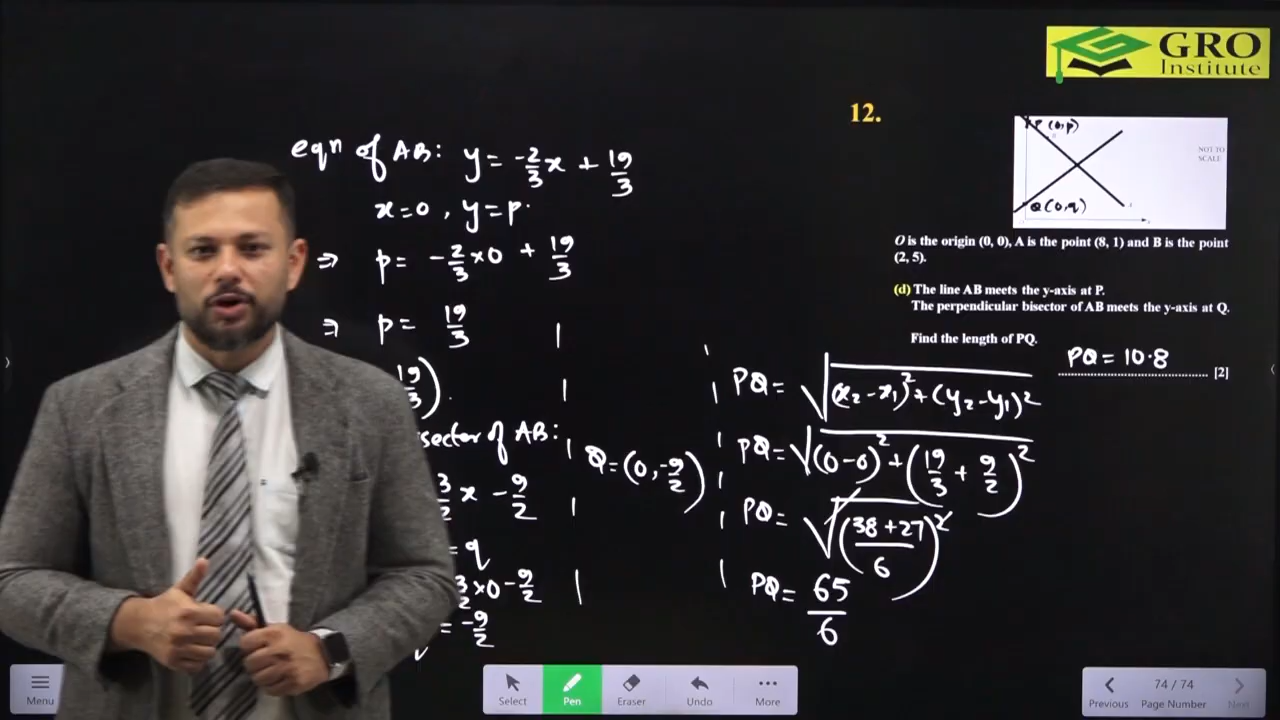 GRO
Institute
12.
P (0,p)
Q(0,q)
NOT TO
SCALE
O is the origin (0, 0), A is the point (8, 1) and B is the point
(2, 5).
(d) The line AB meets the y-axis at P.
The perpendicular bisector of AB meets the y-axis at Q.
Find the length of PQ.
PQ = 10.8
[2]
eqn of AB: y = -2/3x + 19/3
x=0, y=p.
⇒ p= -2/3×0 + 19/3
⇒ p= 19/3
19/3).
sector of AB:
3/2 x - 9/2
= q
3/2×0 - 9/2
= -9/2
Q=(0, -9/2)
PQ= √(x₂-x₁)²+(y₂-y₁)²
PQ= √(0-0)²+(19/3 + 9/2)²
PQ= √(38+27/6)²
PQ= 65/6
Menu
Select
Pen
Eraser
Undo
More
Previous
74 / 74
Page Number
Next